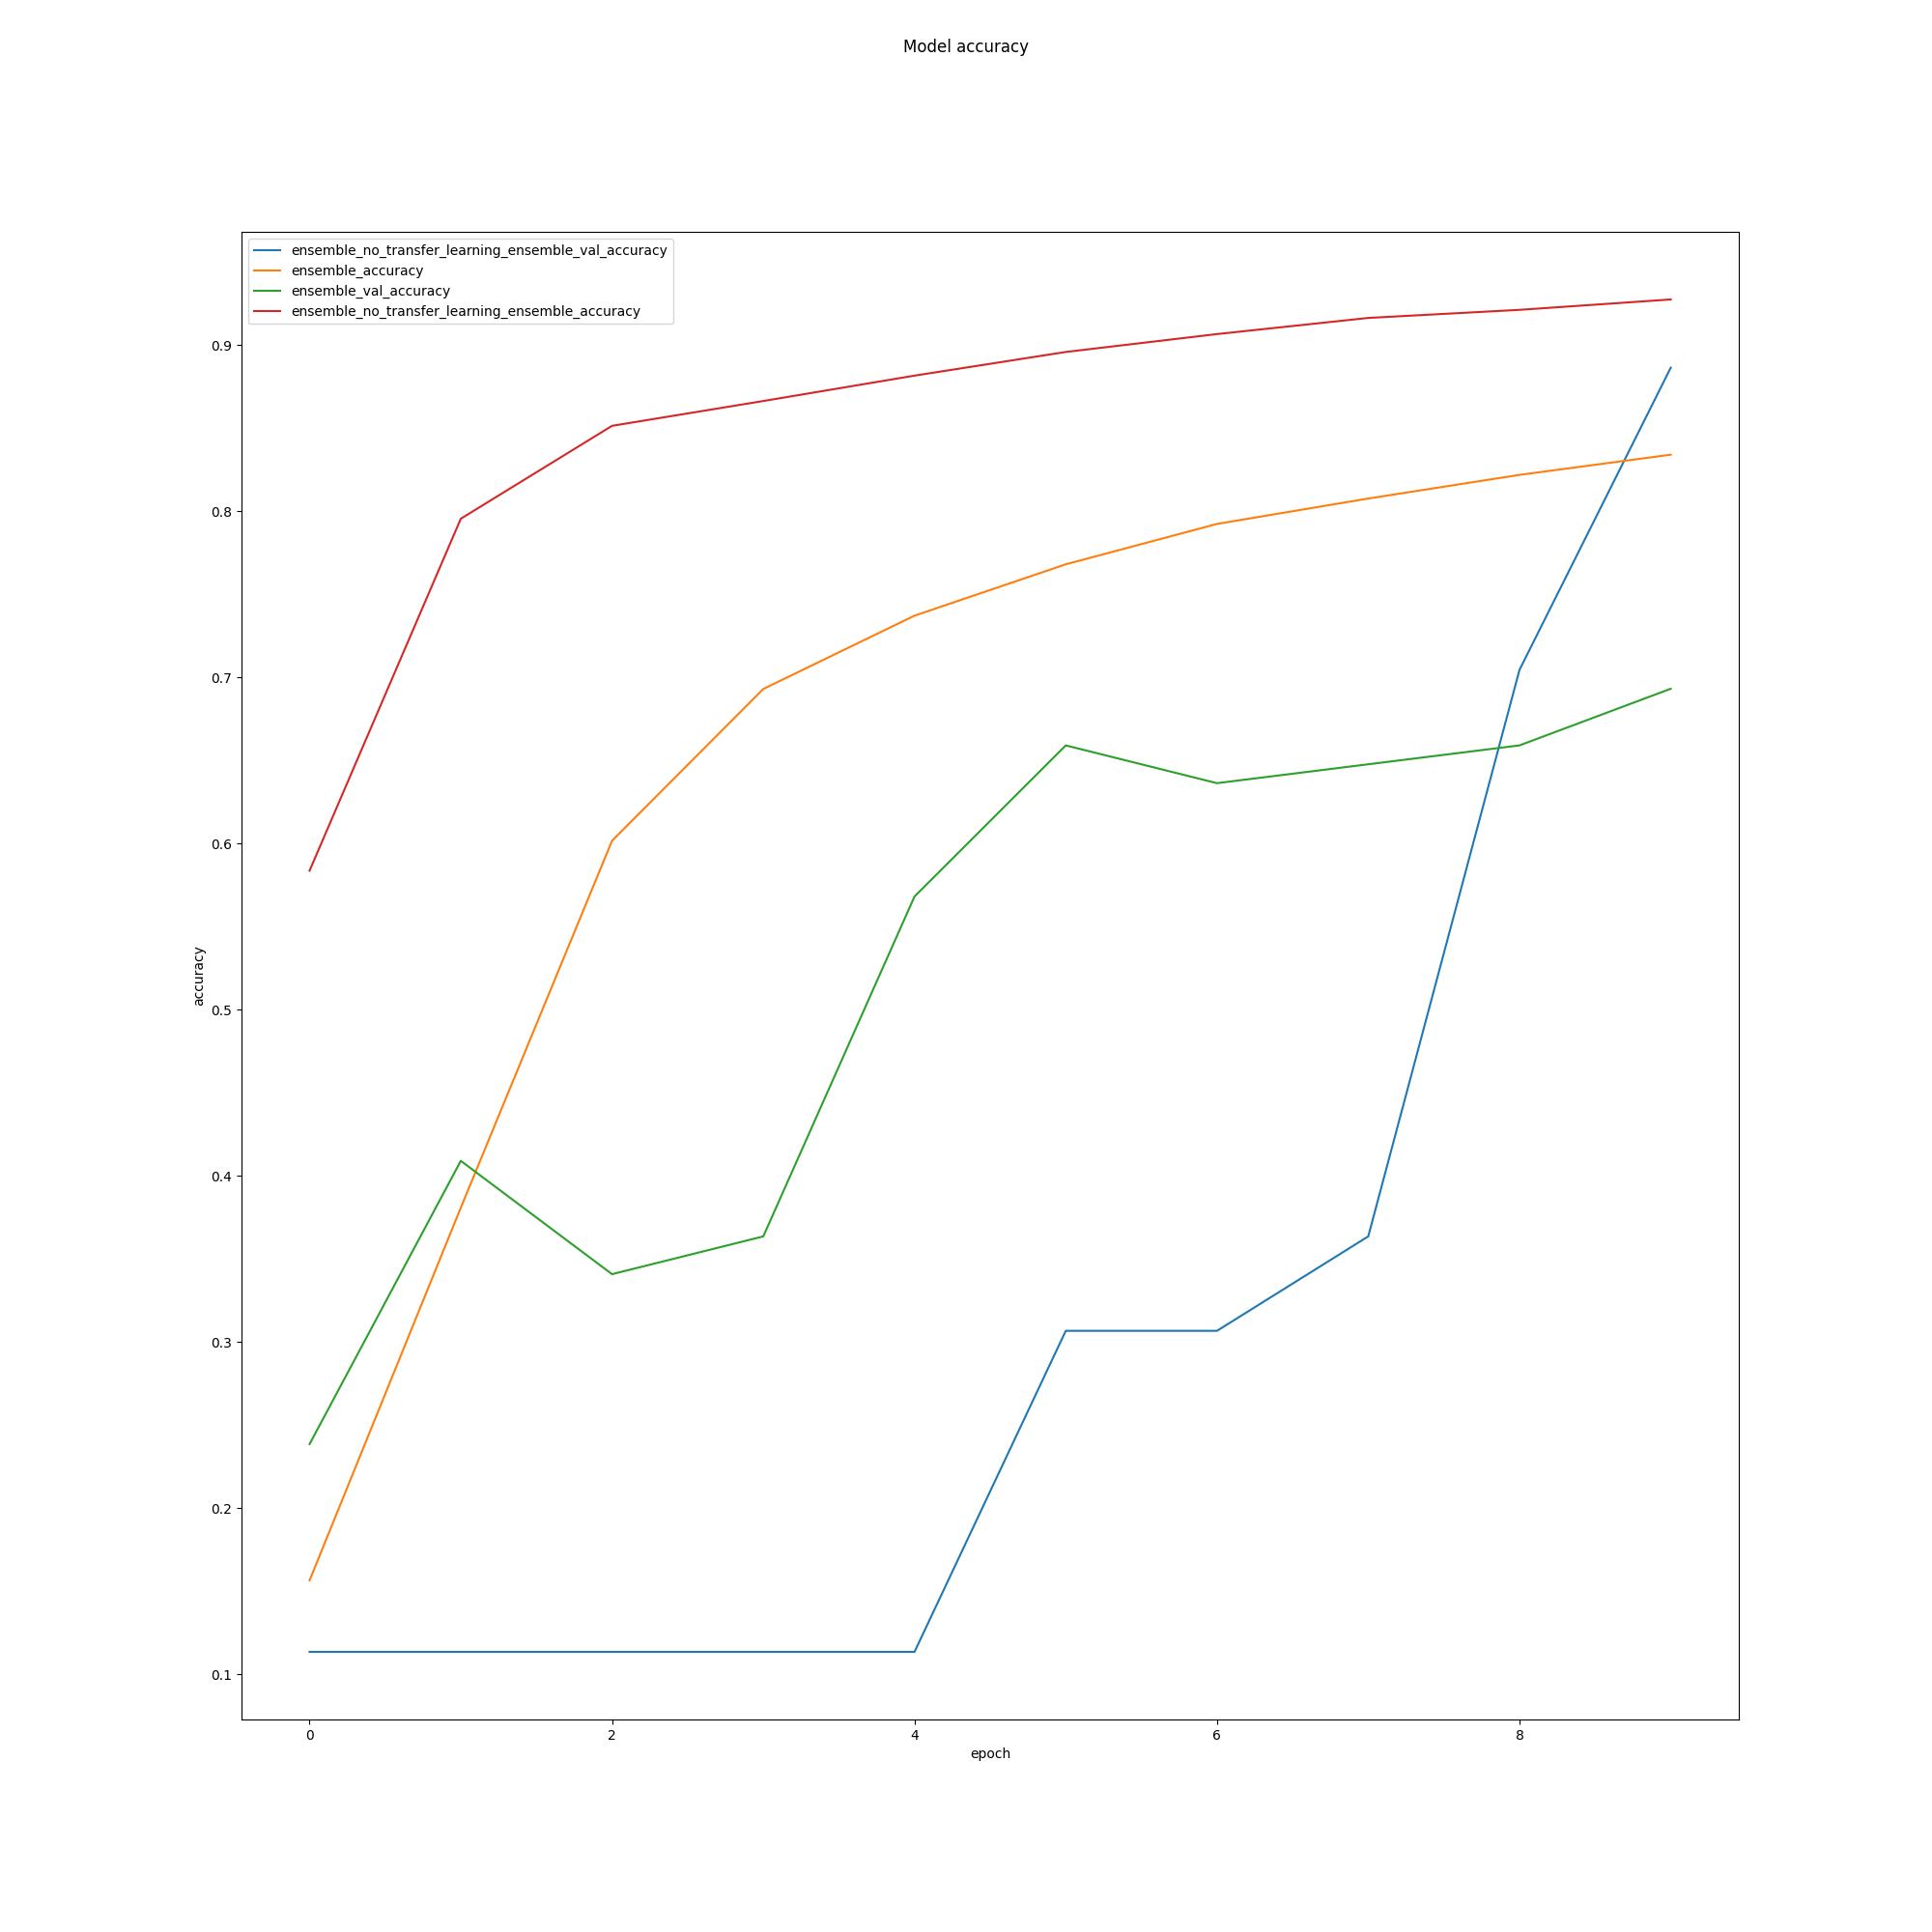 Model accuracy
ensemble_no_transfer_learning_ensemble_val_accuracy
ensemble_accuracy
ensemble_val_accuracy
ensemble_no_transfer_learning_ensemble_accuracy
0.9
0.8
0.7
0.6
0.5
0.4
0.3
0.2
0.1
accuracy
0 2 4 6 8
epoch